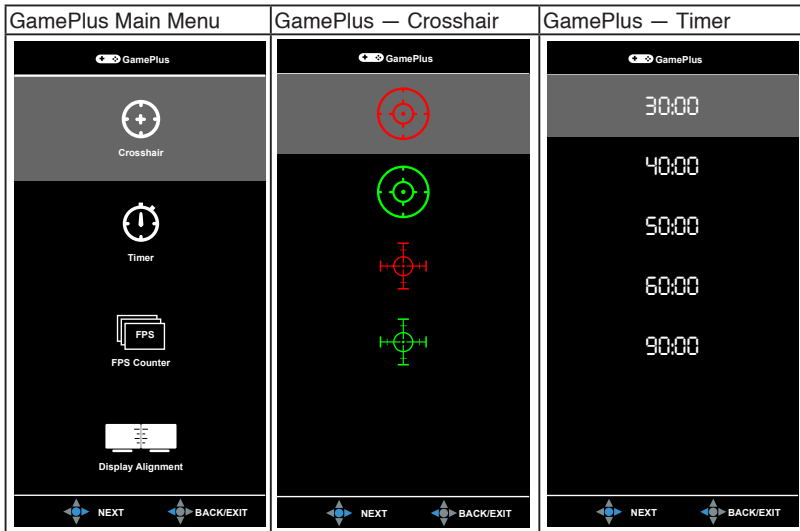 GamePlus Main Menu
GamePlus
Crosshair
Timer
FPS
FPS Counter
Display Alignment
NEXT BACK/EXIT
GamePlus — Crosshair
GamePlus
NEXT BACK/EXIT
GamePlus — Timer
GamePlus
30:00
40:00
50:00
60:00
90:00
NEXT BACK/EXIT